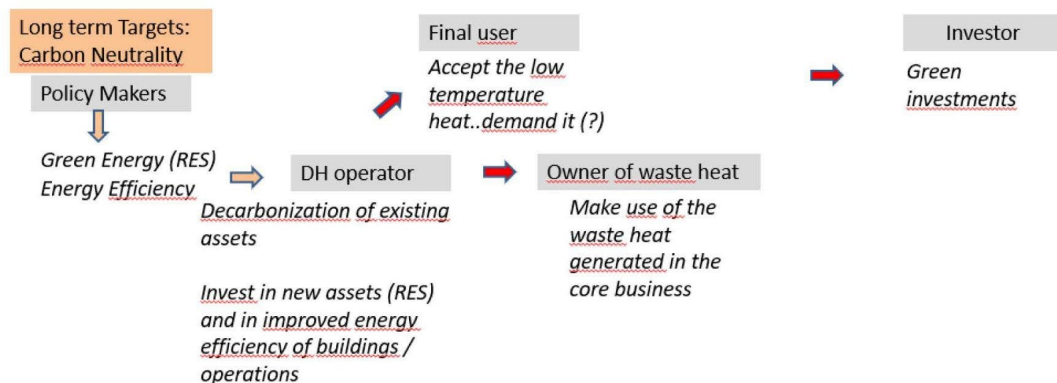 Long term Targets:
Carbon Neutrality
Policy Makers
Green Energy (RES)
Energy Efficiency
DH operator
Decarbonization of existing
assets
Invest in new assets (RES)
and in improved energy
efficiency of buildings /
operations
Final user
Accept the low
temperature
heat..demand it (?)
Owner of waste heat
Make use of the
waste heat
generated in the
core business
Investor
Green
investments